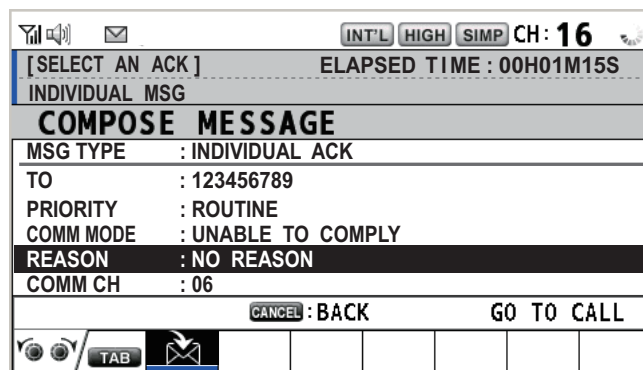 INT'L HIGH SIMP CH: 16
[SELECT AN ACK] ELAPSED TIME : 00H01M15S
INDIVIDUAL MSG
COMPOSE MESSAGE
MSG TYPE : INDIVIDUAL ACK
TO : 123456789
PRIORITY : ROUTINE
COMM MODE : UNABLE TO COMPLY
REASON : NO REASON
COMM CH : 06
CANCEL : BACK GO TO CALL
/ TAB